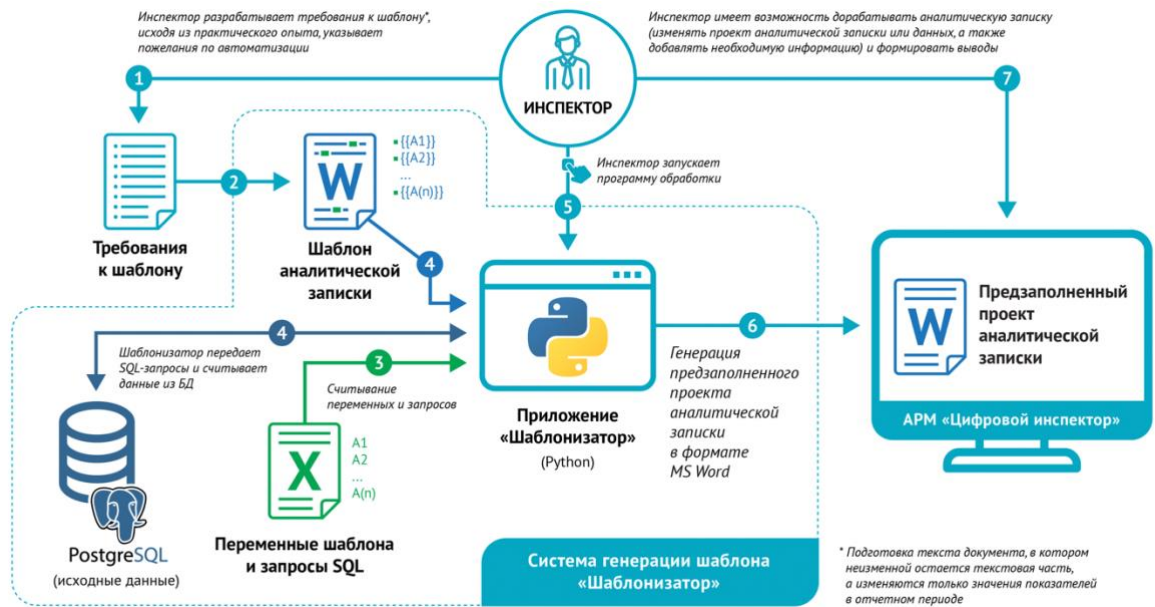 Инспектор разрабатывает требования к шаблону*,
исходя из практического опыта, указывает
пожелания по автоматизации
Инспектор имеет возможность дорабатывать аналитическую записку
(изменять проект аналитической записки или данных, а также
добавлять необходимую информацию) и формировать выводы
1
ИНСПЕКТОР
7
Инспектор запускает
программу обработки
2
W
{{A1}}
{{A2}}
...
{{A(n)}}
5
Требования
к шаблону
Шаблон
аналитической
записки
4
4
Шаблонизатор передает
SQL-запросы и считывает
данные из БД
3
Считывание
переменных и запросов
6
Генерация
предзаполненного
проекта
аналитической
записки
в формате
MS Word
W
Предзаполненный
проект
аналитической
записки
АРМ «Цифровой инспектор»
Приложение
«Шаблонизатор»
(Python)
X
A1
A2
...
A(n)
PostgreSQL
(исходные данные)
Переменные шаблона
и запросы SQL
Система генерации шаблона
«Шаблонизатор»
* Подготовка текста документа, в котором
неизменной остается текстовая часть,
а изменяются только значения показателей
в отчетном периоде